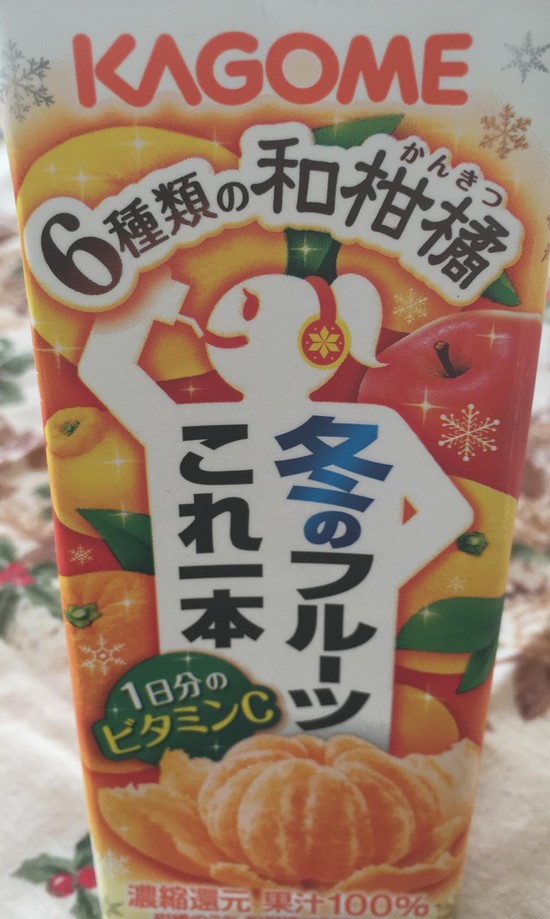 KAGOME
かんきつ
6種類の和柑橘
冬のフルーツ
これ一本
1日分の
ビタミンC
濃縮還元 果汁100%